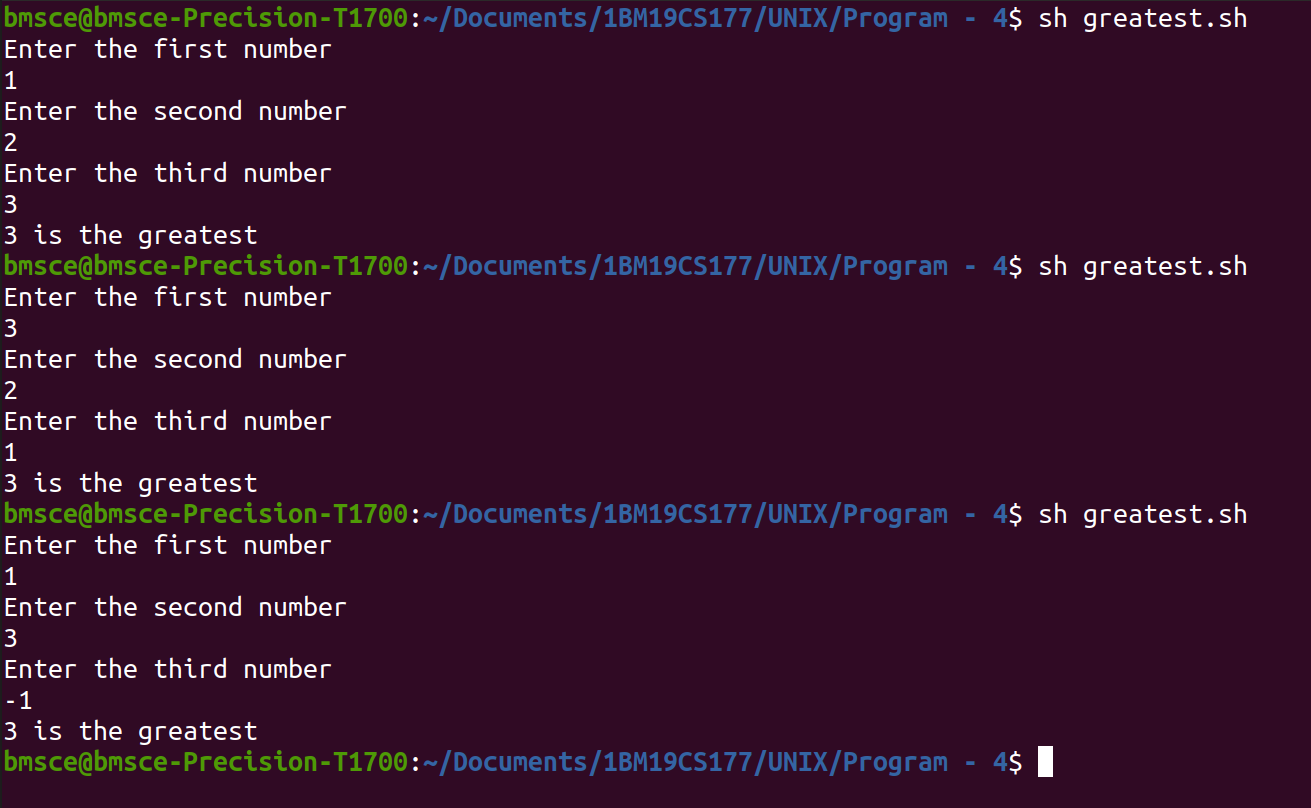 bmsce@bmsce-Precision-T1700:~/Documents/1BM19CS177/UNIX/Program - 4$ sh greatest.sh
Enter the first number
1
Enter the second number
2
Enter the third number
3
3 is the greatest
bmsce@bmsce-Precision-T1700:~/Documents/1BM19CS177/UNIX/Program - 4$ sh greatest.sh
Enter the first number
3
Enter the second number
2
Enter the third number
1
3 is the greatest
bmsce@bmsce-Precision-T1700:~/Documents/1BM19CS177/UNIX/Program - 4$ sh greatest.sh
Enter the first number
1
Enter the second number
3
Enter the third number
-1
3 is the greatest
bmsce@bmsce-Precision-T1700:~/Documents/1BM19CS177/UNIX/Program - 4$